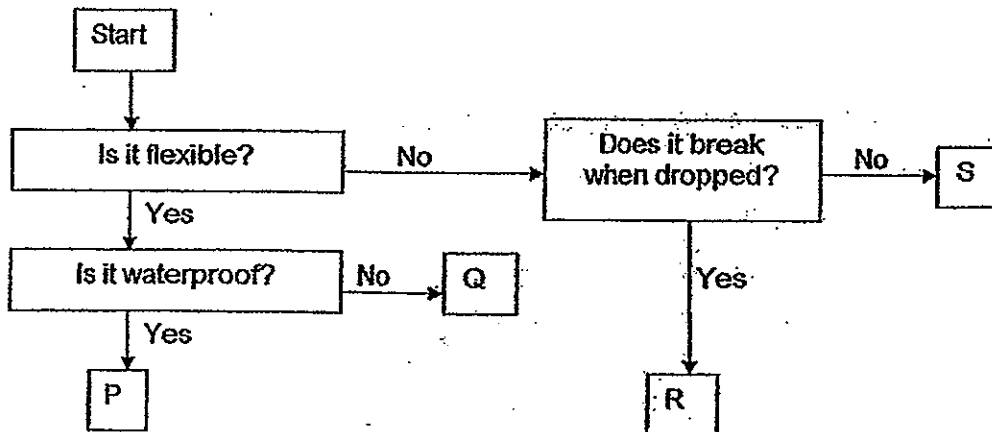 Start
Is it flexible?
No
Does it break
when dropped?
No
S
Yes
Is it waterproof?
No
Q
Yes
Yes
P
R